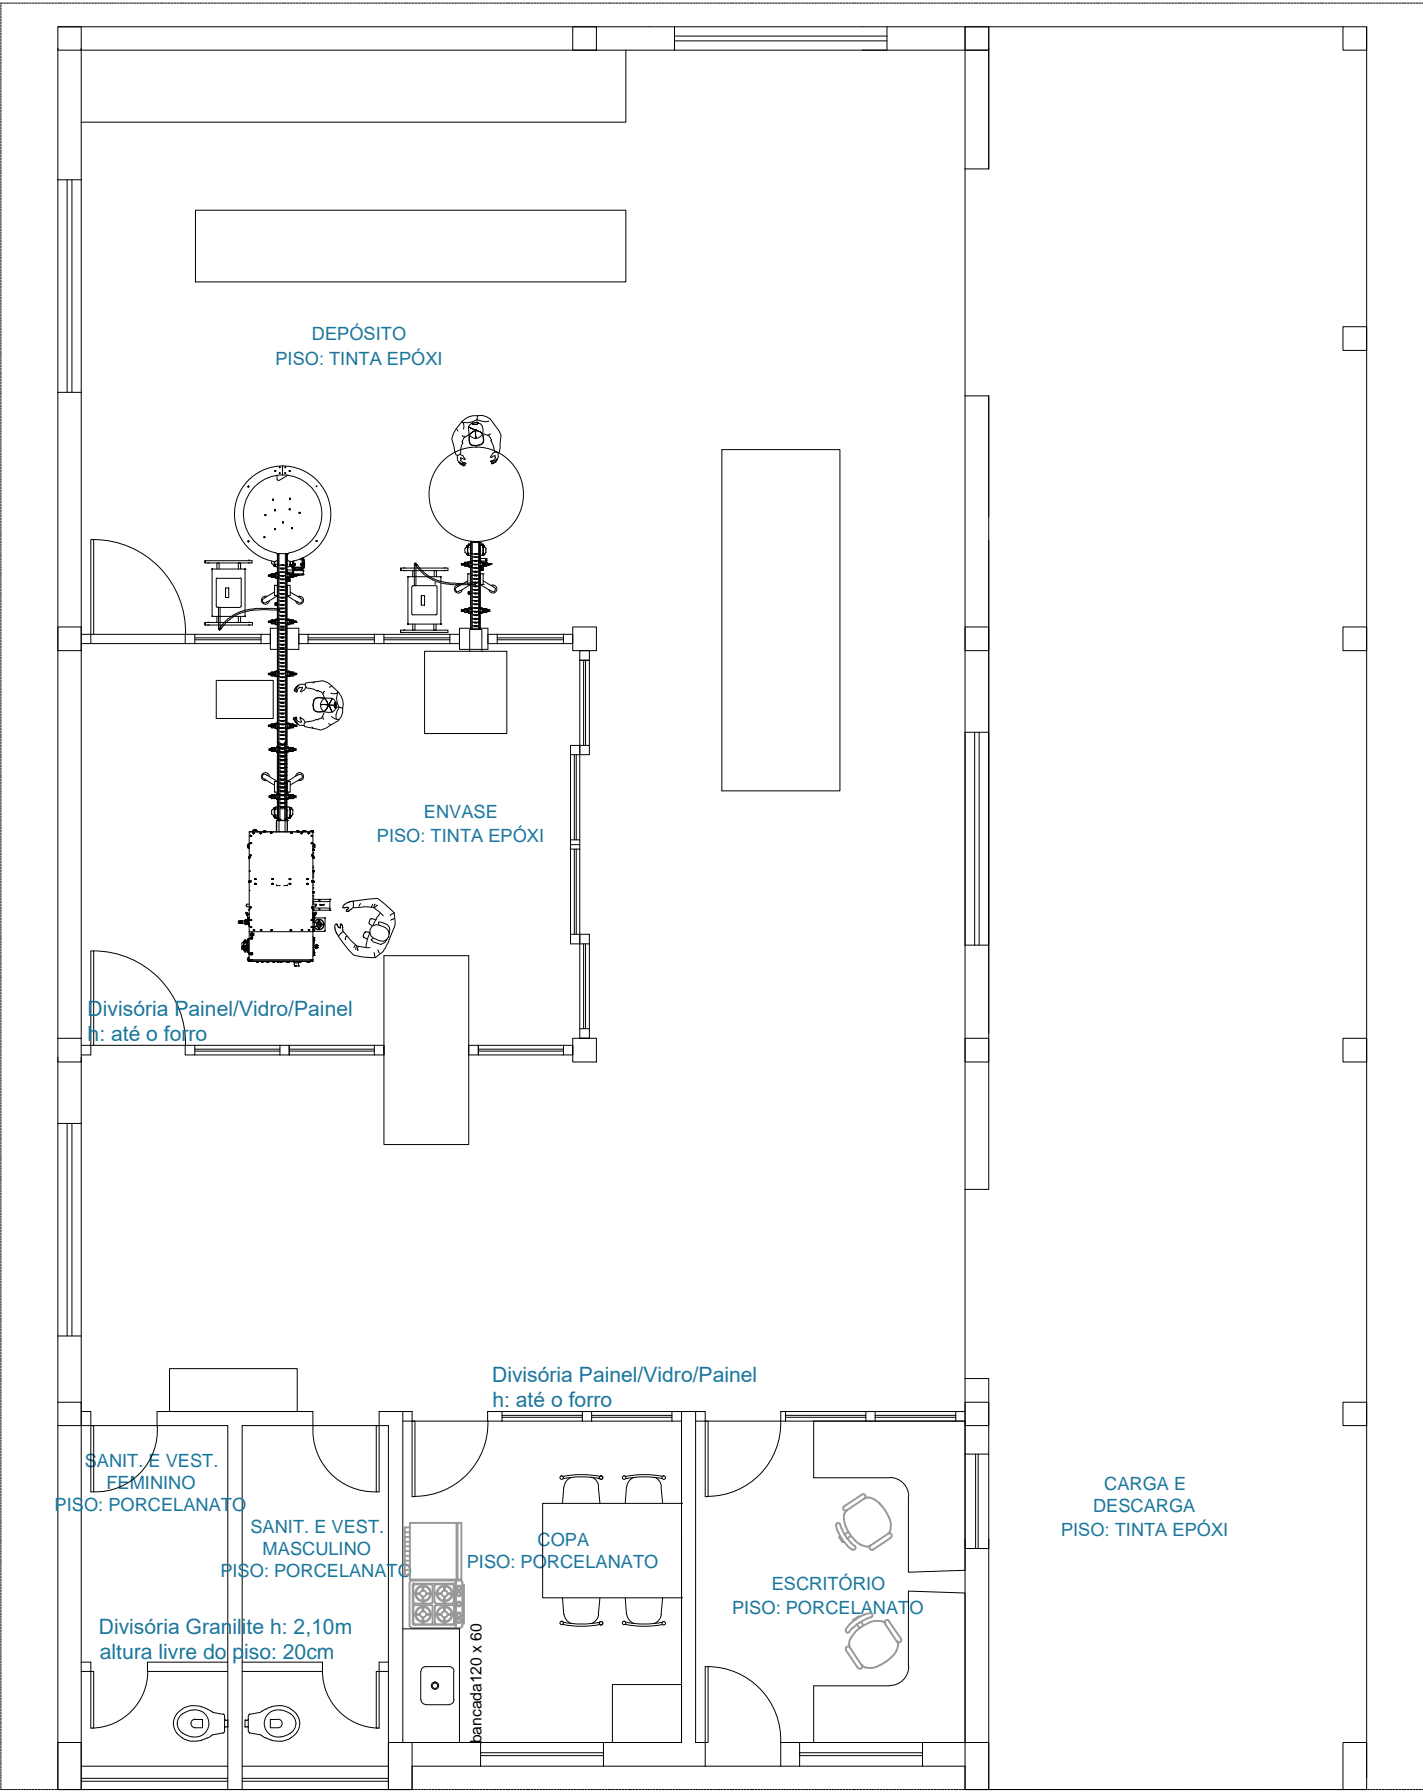 DEPÓSITO
PISO: TINTA EPÓXI
ENVASE
PISO: TINTA EPÓXI
Divisória Painel/Vidro/Painel
h: até o forro
Divisória Painel/Vidro/Painel
h: até o forro
SANIT. E VEST.
FEMININO
PISO: PORCELANATO
SANIT. E VEST.
MASCULINO
PISO: PORCELANATO
COPA
PISO: PORCELANATO
ESCRITÓRIO
PISO: PORCELANATO
CARGA E
DESCARGA
PISO: TINTA EPÓXI
Divisória Granilite h: 2,10m
altura livre do piso: 20cm
bancada120 x 60